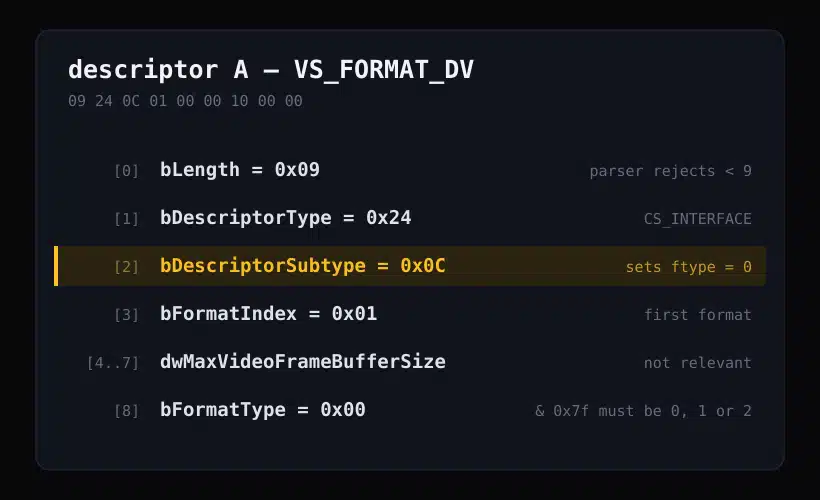 descriptor A — VS_FORMAT_DV
09 24 0C 01 00 00 10 00 00
[0] bLength = 0x09 parser rejects < 9
[1] bDescriptorType = 0x24 CS_INTERFACE
[2] bDescriptorSubtype = 0x0C sets ftype = 0
[3] bFormatIndex = 0x01 first format
[4..7] dwMaxVideoFrameBufferSize not relevant
[8] bFormatType = 0x00 & 0x7f must be 0, 1 or 2